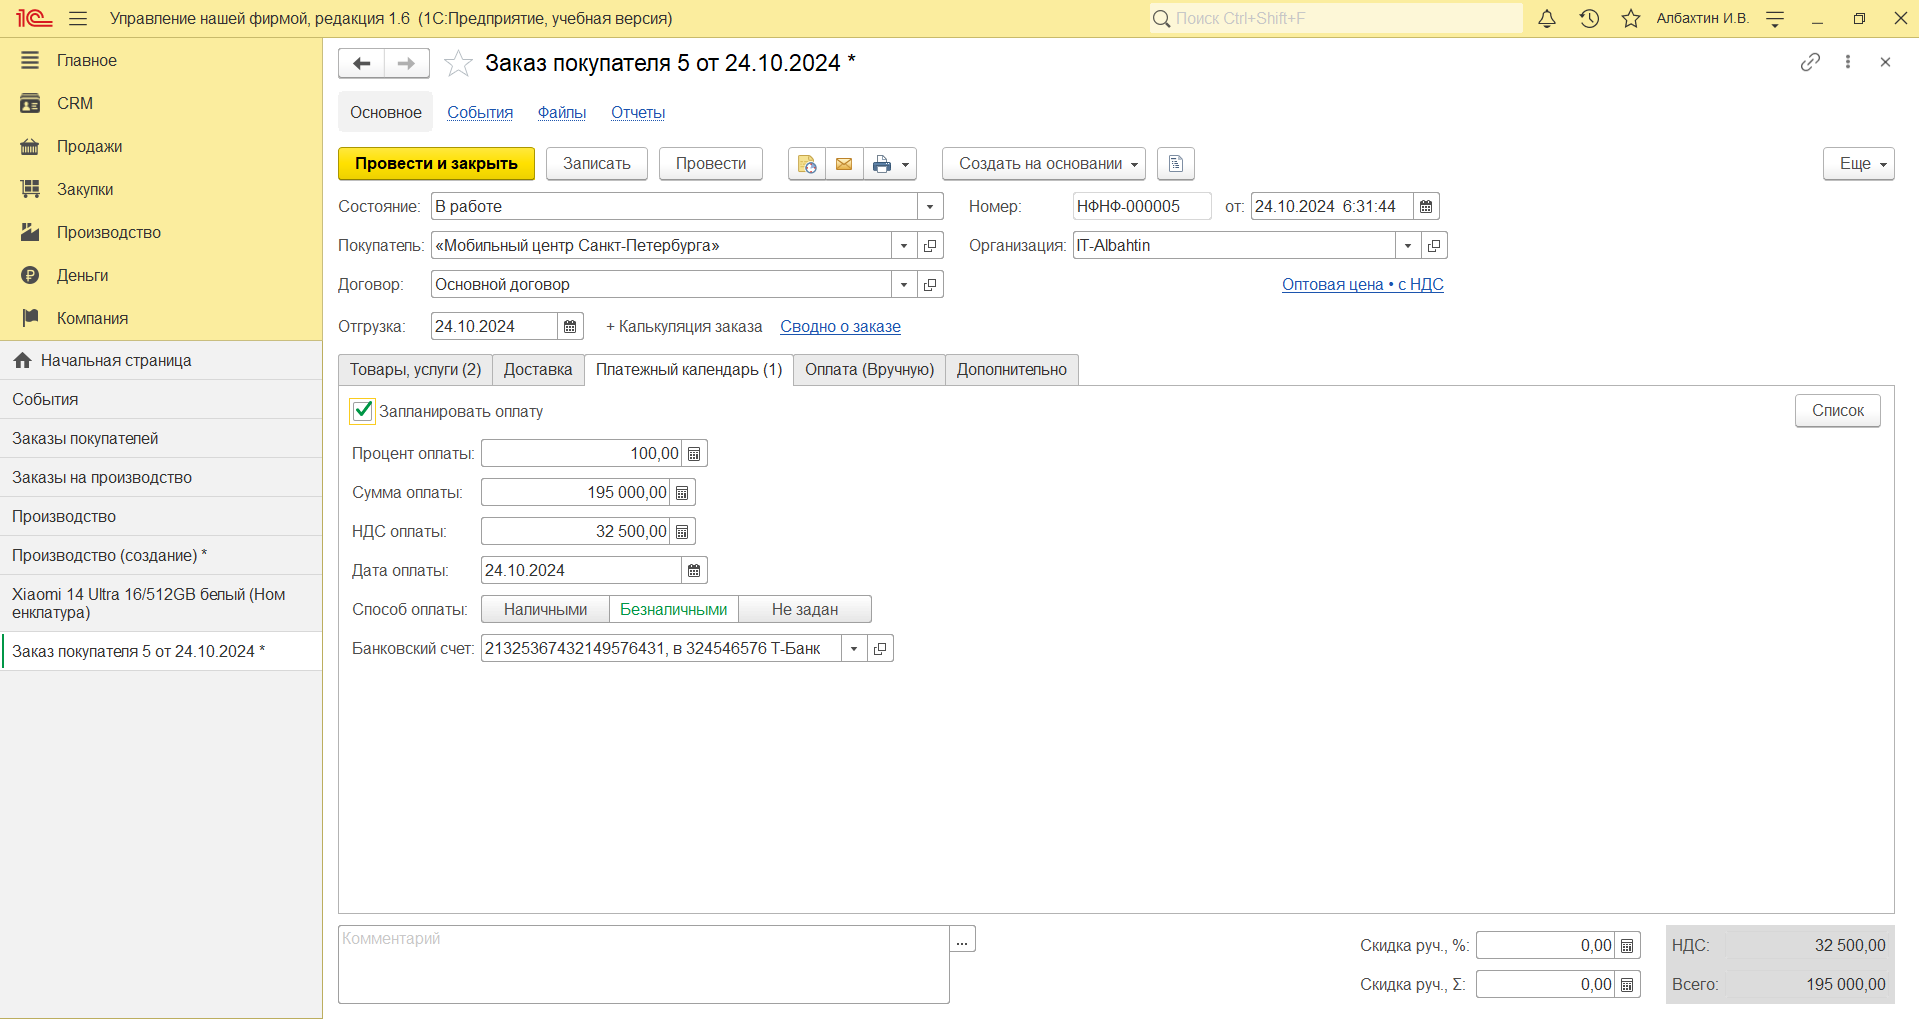 1С Управление нашей фирмой, редакция 1.6 (1С:Предприятие, учебная версия)
Поиск Ctrl+Shift+F
Албахтин И.В.
Главное
CRM
Продажи
Закупки
Производство
Деньги
Компания
Начальная страница
События
Заказы покупателей
Заказы на производство
Производство
Производство (создание) *
Xiaomi 14 Ultra 16/512GB белый (Ном
енклатура)
Заказ покупателя 5 от 24.10.2024 *
Заказ покупателя 5 от 24.10.2024 *
Основное События Файлы Отчеты
Провести и закрыть Записать Провести Создать на основании Еще
Состояние: В работе Номер: НФНФ-000005 от: 24.10.2024 6:31:44
Покупатель: «Мобильный центр Санкт-Петербурга» Организация: IT-Albahtin
Договор: Основной договор Оптовая цена • с НДС
Отгрузка: 24.10.2024 + Калькуляция заказа Сводно о заказе
Товары, услуги (2) Доставка Платежный календарь (1) Оплата (Вручную) Дополнительно
Запланировать оплату Список
Процент оплаты: 100,00
Сумма оплаты: 195 000,00
НДС оплаты: 32 500,00
Дата оплаты: 24.10.2024
Способ оплаты: Наличными Безналичными Не задан
Банковский счет: 21325367432149576431, в 324546576 Т-Банк
Комментарий ...
Скидка руч., %: 0,00 НДС: 32 500,00
Скидка руч., Σ: 0,00 Всего: 195 000,00